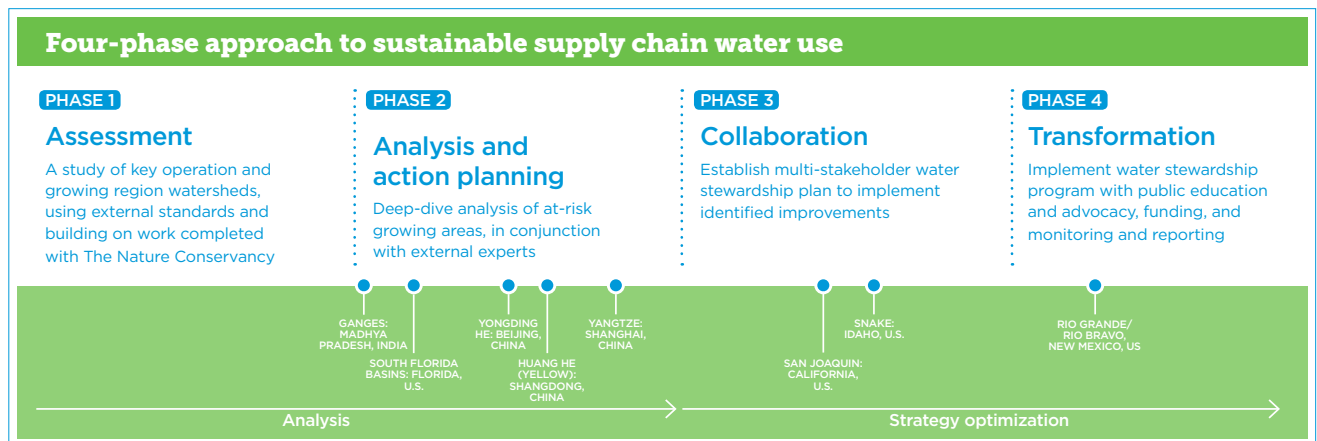 Four-phase approach to sustainable supply chain water use
PHASE 1
Assessment
A study of key operation and
growing region watersheds,
using external standards and
building on work completed
with The Nature Conservancy
PHASE 2
Analysis and
action planning
Deep-dive analysis of at-risk
growing areas, in conjunction
with external experts
PHASE 3
Collaboration
Establish multi-stakeholder water
stewardship plan to implement
identified improvements
PHASE 4
Transformation
Implement water stewardship
program with public education
and advocacy, funding, and
monitoring and reporting
GANGES:
MADHYA
PRADESH, INDIA
SOUTH FLORIDA
BASINS: FLORIDA,
U.S.
YONGDING
HE: BEIJING,
CHINA
HUANG HE
(YELLOW):
SHANGDONG,
CHINA
YANGTZE:
SHANGHAI,
CHINA
SAN JOAQUIN:
CALIFORNIA,
U.S.
SNAKE:
IDAHO, U.S.
RIO GRANDE/
RIO BRAVO,
NEW MEXICO, US
Analysis
Strategy optimization